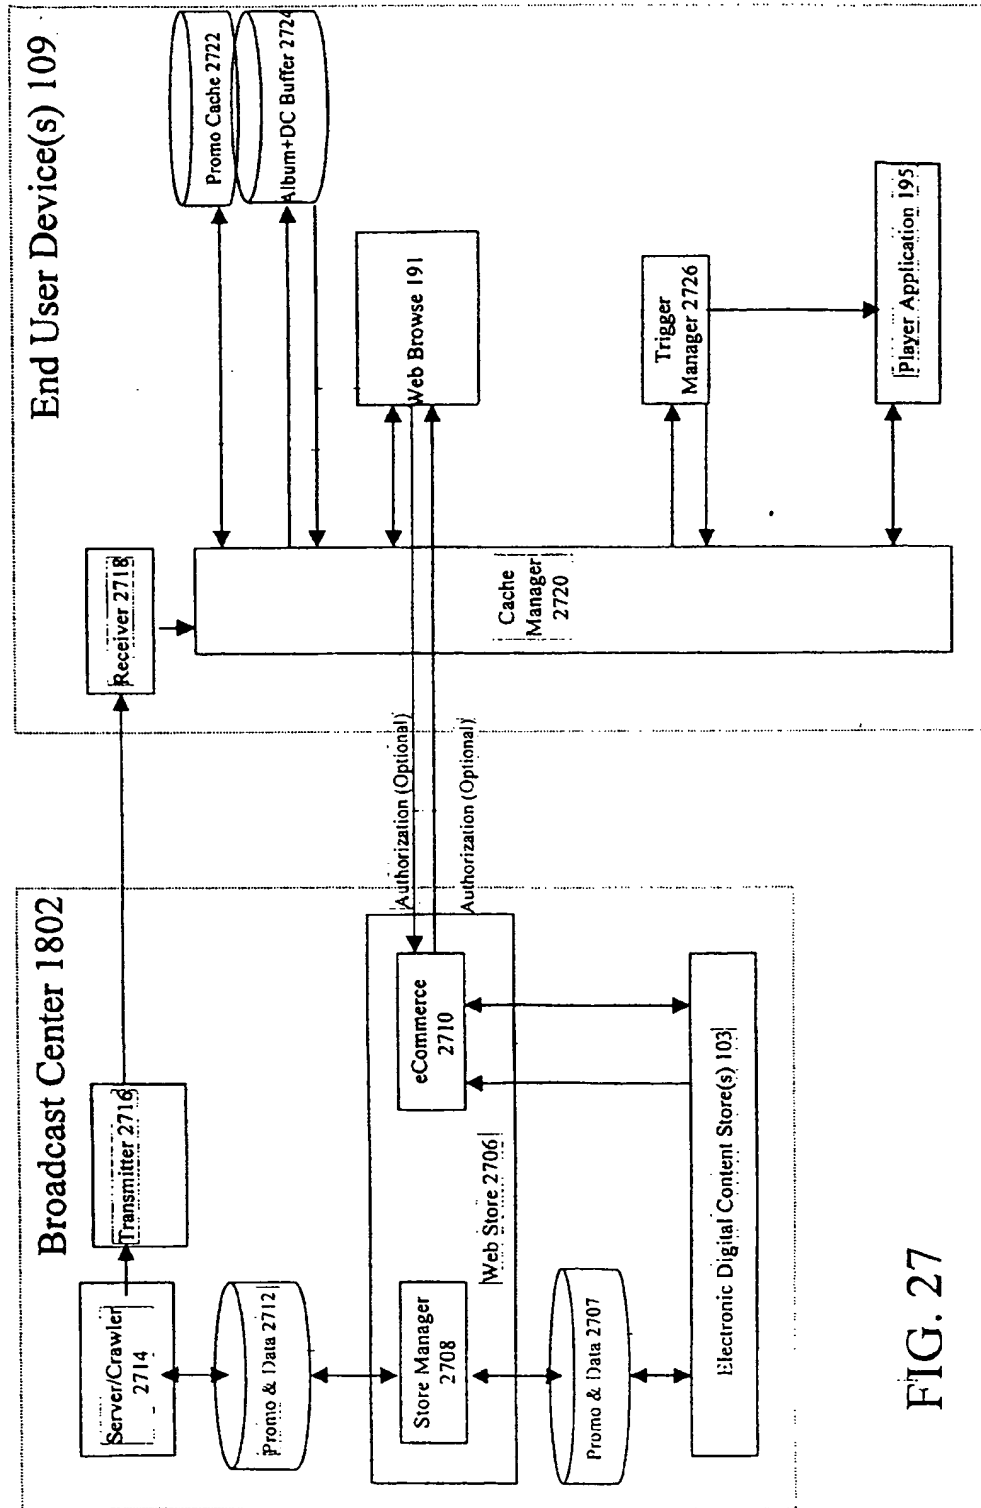 Broadcast Center 1802
End User Device(s) 109
Server/Crawler
2714
Transmitter 2716
Receiver 2718
Promo & Data 2712
Promo Cache 2722
Album+DC Buffer 2724
Store Manager
2708
Web Store 2706
eCommerce
2710
Authorization (Optional)
Authorization (Optional)
Web Browse 191
Cache
Manager
2720
Promo & Data 2707
Trigger
Manager 2726
Electronic Digital Content Store(s) 103
Player Application 195
FIG. 27